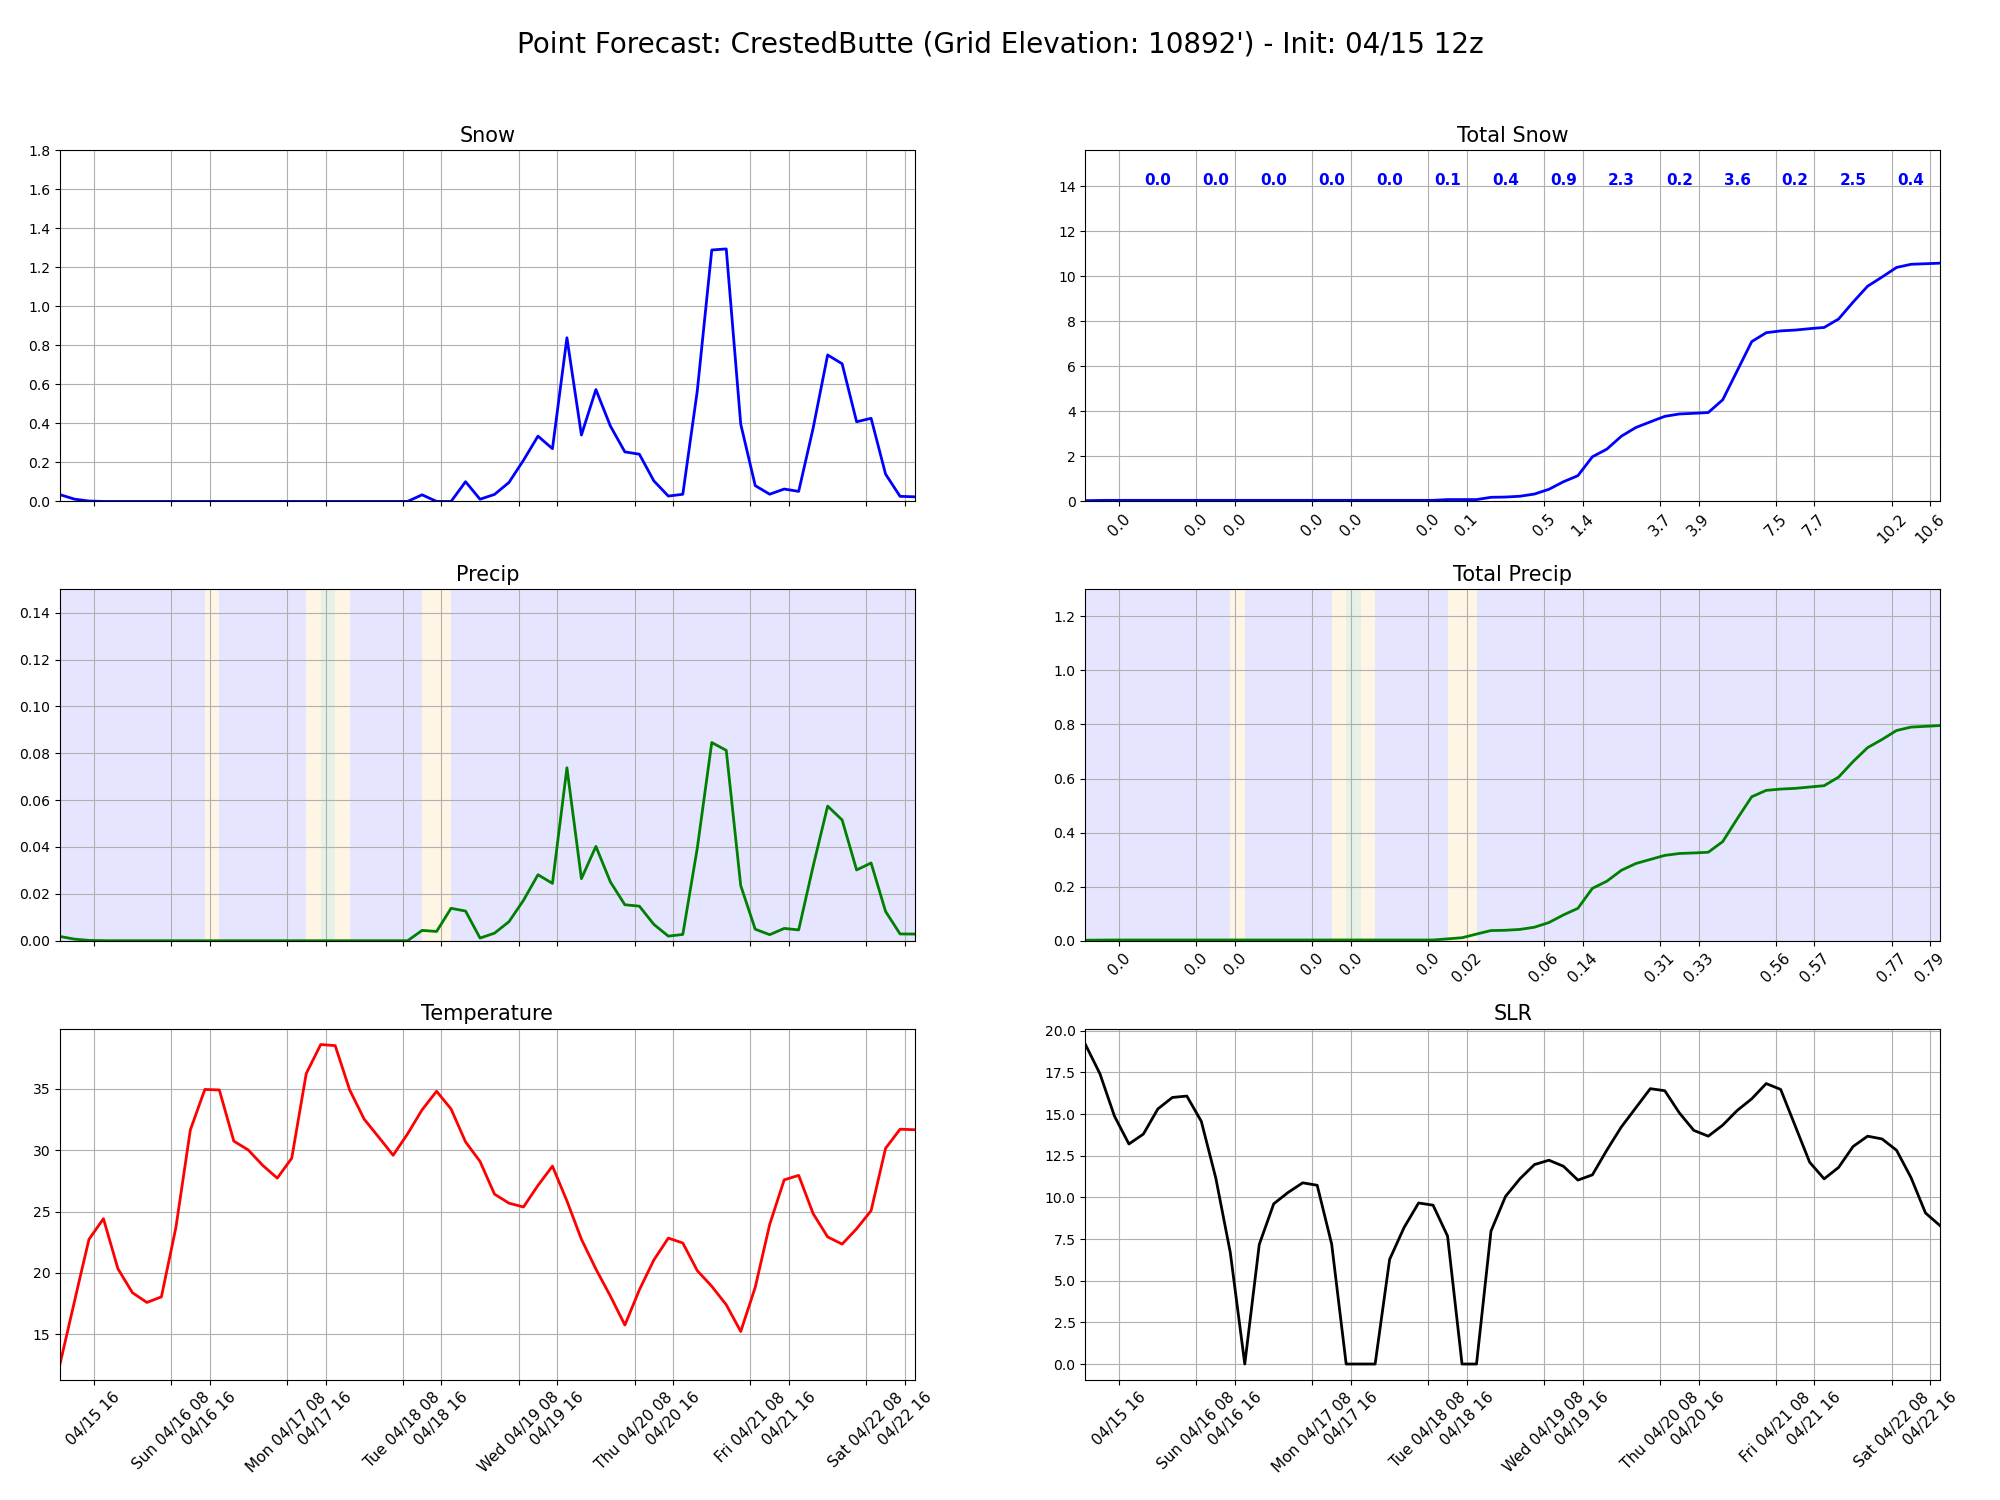 Point Forecast: CrestedButte (Grid Elevation: 10892') - Init: 04/15 12z
Snow
1.8
1.6
1.4
1.2
1.0
0.8
0.6
0.4
0.2
0.0
Total Snow
0.0 0.0 0.0 0.0 0.0 0.1 0.4 0.9 2.3 0.2 3.6 0.2 2.5 0.4
14
12
10
8
6
4
2
0
0.0 0.0 0.0 0.0 0.0 0.0 0.1 0.5 1.4 3.7 3.9 7.5 7.7 10.2 10.6
Precip
0.14
0.12
0.10
0.08
0.06
0.04
0.02
0.00
Total Precip
1.2
1.0
0.8
0.6
0.4
0.2
0.0
0.0 0.0 0.0 0.0 0.0 0.0 0.02 0.06 0.14 0.31 0.33 0.56 0.57 0.77 0.79
Temperature
35
30
25
20
15
04/15 16
Sun 04/16 08
04/16 16
Mon 04/17 08
04/17 16
Tue 04/18 08
04/18 16
Wed 04/19 08
04/19 16
Thu 04/20 08
04/20 16
Fri 04/21 08
04/21 16
Sat 04/22 08
04/22 16
SLR
20.0
17.5
15.0
12.5
10.0
7.5
5.0
2.5
0.0
04/15 16
Sun 04/16 08
04/16 16
Mon 04/17 08
04/17 16
Tue 04/18 08
04/18 16
Wed 04/19 08
04/19 16
Thu 04/20 08
04/20 16
Fri 04/21 08
04/21 16
Sat 04/22 08
04/22 16